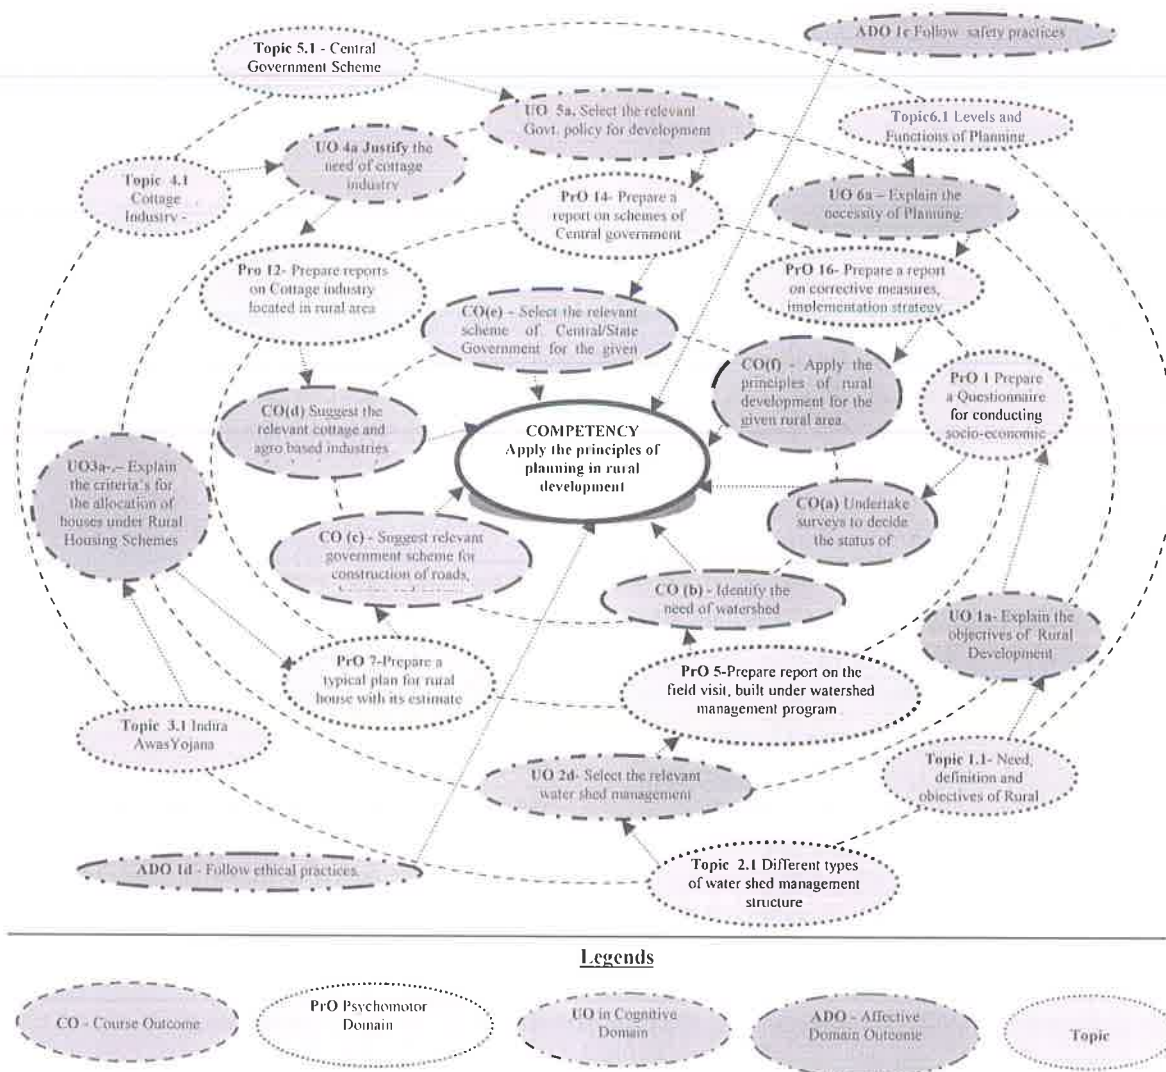 Topic 5.1 - Central
Government Scheme
ADO 1c Follow safety practices
UO 5a. Select the relevant
Govt. policy for development
Topic6.1 Levels and
Functions of Planning
UO 4a Justify the
need of cottage
industry
Topic 4.1
Cottage
Industry -
PrO 14- Prepare a
report on schemes of
Central government
UO 6a – Explain the
necessity of Planning.
Pro 12- Prepare reports
on Cottage industry
located in rural area
PrO 16- Prepare a report
on corrective measures,
implementation strategy
CO(e) - Select the relevant
scheme of Central/State
Government for the given
CO(f) - Apply the
principles of rural
development for the
given rural area.
PrO 1 Prepare
a Questionnaire
for conducting
socio-economic
CO(d) Suggest the
relevant cottage and
agro based industries
COMPETENCY
Apply the principles of
planning in rural
development
UO3a-.– Explain
the criteria's for
the allocation of
houses under Rural
Housing Schemes
CO(a) Undertake
surveys to decide
the status of
CO (c) - Suggest relevant
government scheme for
construction of roads,
CO (b) - Identify the
need of watershed
UO 1a- Explain the
objectives of Rural
Development
PrO 7-Prepare a
typical plan for rural
house with its estimate
PrO 5-Prepare report on the
field visit, built under watershed
management program
Topic 3.1 Indira
AwasYojana
UO 2d- Select the relevant
water shed management
Topic 1.1- Need,
definition and
objectives of Rural
ADO 1d - Follow ethical practices.
Topic 2.1 Different types
of water shed management
structure
Legends
CO - Course Outcome
PrO Psychomotor
Domain
UO in Cognitive
Domain
ADO - Affective
Domain Outcome
Topic